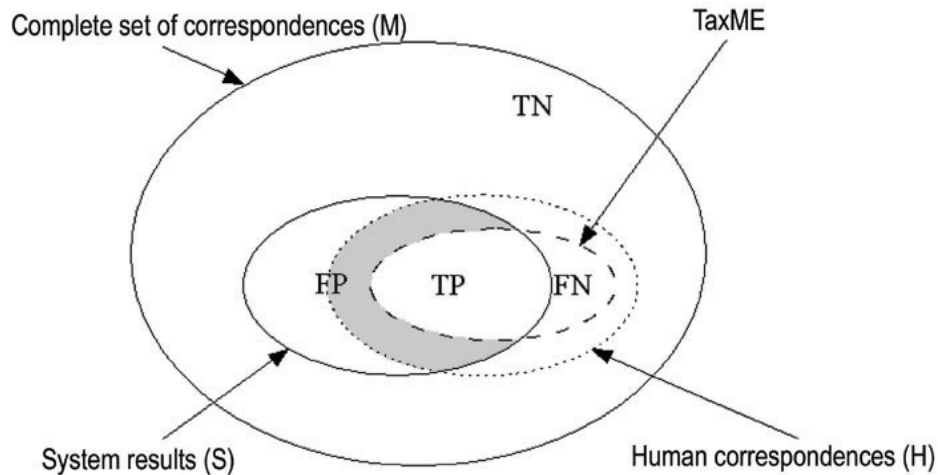 Complete set of correspondences (M)
TaxME
TN
FP
TP
FN
System results (S)
Human correspondences (H)